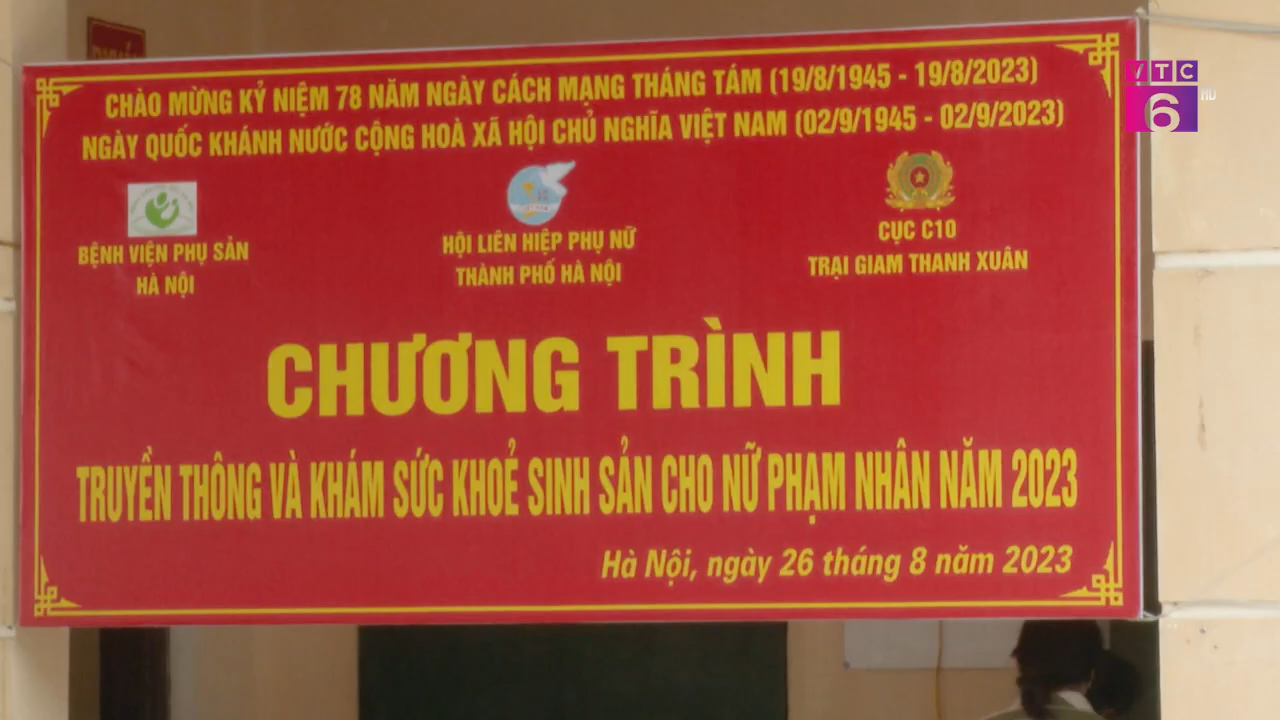 CHÀO MỪNG KỶ NIỆM 78 NĂM NGÀY CÁCH MẠNG THÁNG TÁM (19/8/1945 - 19/8/2023)
NGÀY QUỐC KHÁNH NƯỚC CỘNG HOÀ XÃ HỘI CHỦ NGHĨA VIỆT NAM (02/9/1945 - 02/9/2023)
VTC
6
HD
BỆNH VIỆN PHỤ SẢN
HÀ NỘI
HỘI LIÊN HIỆP PHỤ NỮ
THÀNH PHỐ HÀ NỘI
CỤC C10
TRẠI GIAM THANH XUÂN
CHƯƠNG TRÌNH
TRUYỀN THÔNG VÀ KHÁM SỨC KHOẺ SINH SẢN CHO NỮ PHẠM NHÂN NĂM 2023
Hà Nội, ngày 26 tháng 8 năm 2023